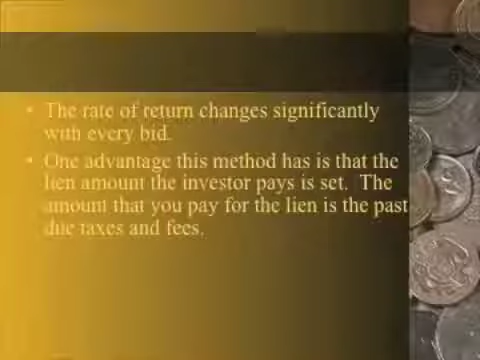 • The rate of return changes significantly
with every bid.
• One advantage this method has is that the
lien amount the investor pays is set. The
amount that you pay for the lien is the past
due taxes and fees.